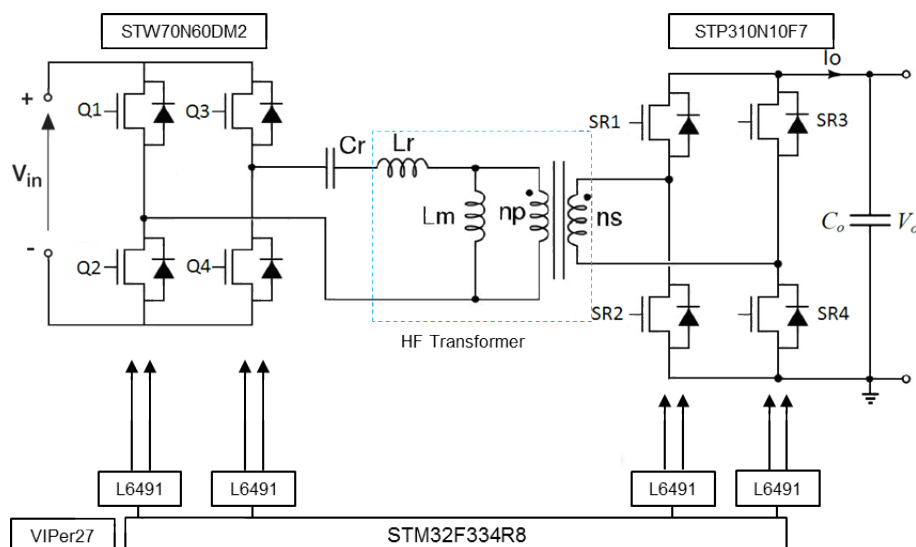 STW70N60DM2
STP310N10F7
Io
+
Q1
Q3
SR1
SR3
Cr
Lr
Vin
Lm
np
ns
Co
Vo
-
Q2
Q4
SR2
SR4
HF Transformer
L6491
L6491
L6491
L6491
VIPer27
STM32F334R8